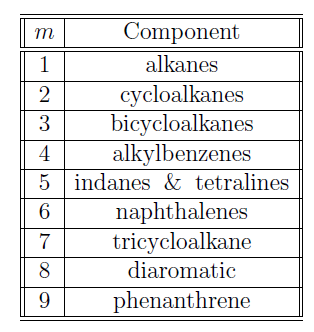 m Component
1 alkanes
2 cycloalkanes
3 bicycloalkanes
4 alkylbenzenes
5 indanes & tetralines
6 naphthalenes
7 tricycloalkane
8 diaromatic
9 phenanthrene